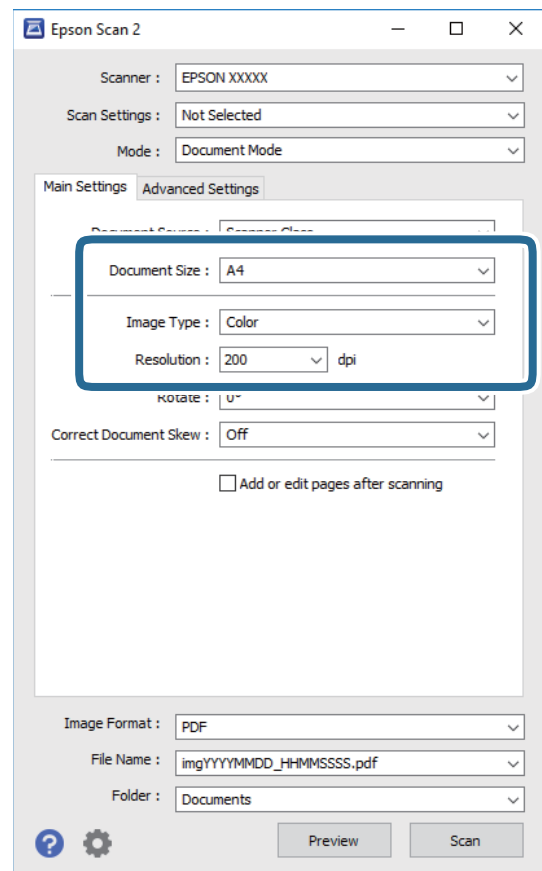 Epson Scan 2
Scanner : EPSON XXXXX
Scan Settings : Not Selected
Mode : Document Mode
Main Settings Advanced Settings
Document Size : A4
Image Type : Color
Resolution : 200 dpi
Rotate : 0°
Correct Document Skew : Off
Add or edit pages after scanning
Image Format : PDF
File Name : imgYYYYMMDD_HHMMSSSS.pdf
Folder : Documents
? Preview Scan